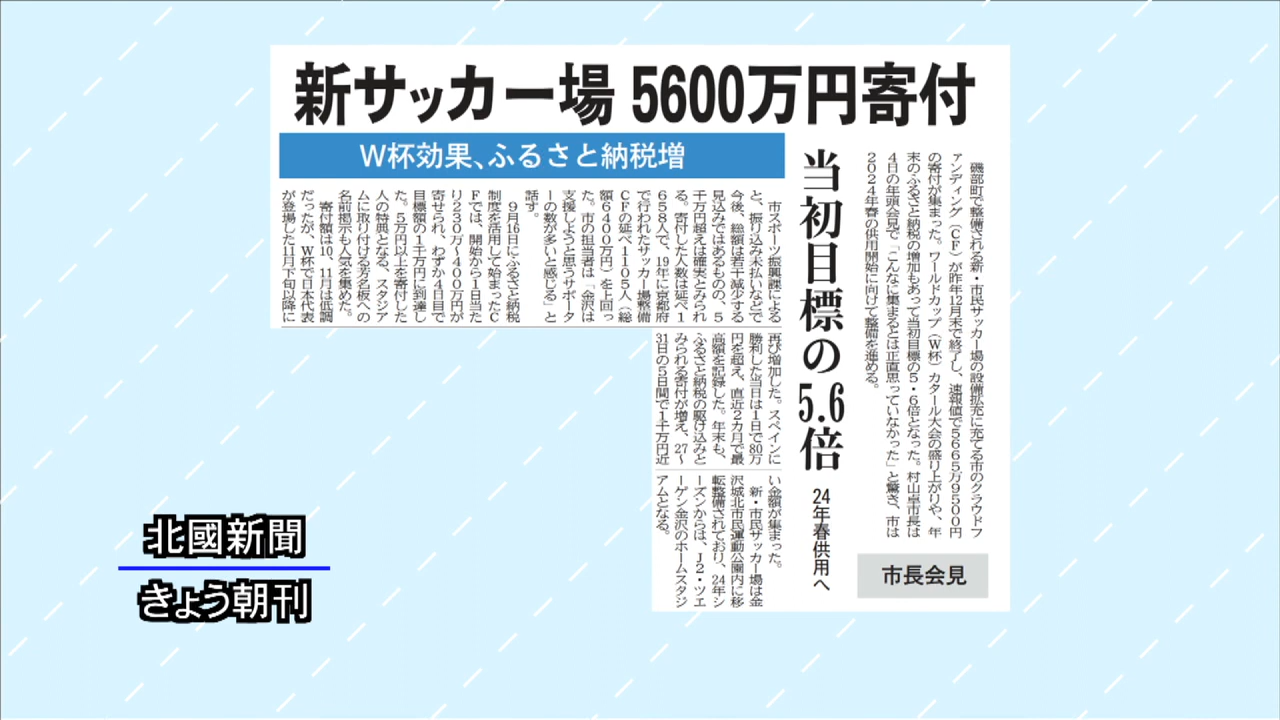 新サッカー場 5600万円寄付
W杯効果、ふるさと納税増
当初目標の5.6倍
24年春供用へ
市長会見
磯部町で整備される新・市民サッカー場の設備拡充に充てる市のクラウドフ
ァンディング(CF)が昨年12月末で終了し、速報値で5665万9500円
の寄付が集まった。ワールドカップ(W杯)カタール大会の盛り上がりや、年
末のふるさと納税の増加もあって当初目標の5・6倍となった。村山卓市長は
4日の年頭会見で「こんなに集まるとは正直思っていなかった」と驚き、市は
2024年春の供用開始に向けて整備を進める。
市スポーツ振興課による
と、振り込み未払いなどで
今後、総額は若干減少する
見込みではあるものの、5
千万円超えは確実とみられ
る。寄付した人数は延べ1
658人で、19年に京都府
で行われたサッカー場整備
CFの延べ1105人(総
額6400万円)を上回っ
た。市の担当者は「金沢は
支援しようと思うサポータ
ーの数が多いと感じる」と
話す。
9月16日にふるさと納税
制度を活用して始まったC
Fでは、開始から1日当た
り230万〜400万円が
寄せられ、わずか4日目で
目標額の1千万円に到達し
た。5万円以上を寄付した
人の特典となる、スタジア
ムに取り付ける芳名板への
名前掲示も人気を集めた。
寄付額は10、11月は低調
だったが、W杯で日本代表
が登場した11月下旬以降に
再び増加した。スペインに
勝利した当日は1日で80万
円を超え、直近2カ月で最
高額を記録した。年末も、
ふるさと納税の駆け込みと
みられる寄付が増え、27〜
31日の5日間で1千万円近
い金額が集まった。
新・市民サッカー場は金
沢城北市民運動公園内に移
転整備されており、24年シ
ーズンからは、J2・ツエ
ーゲン金沢のホームスタジ
アムとなる。
北國新聞
きょう朝刊